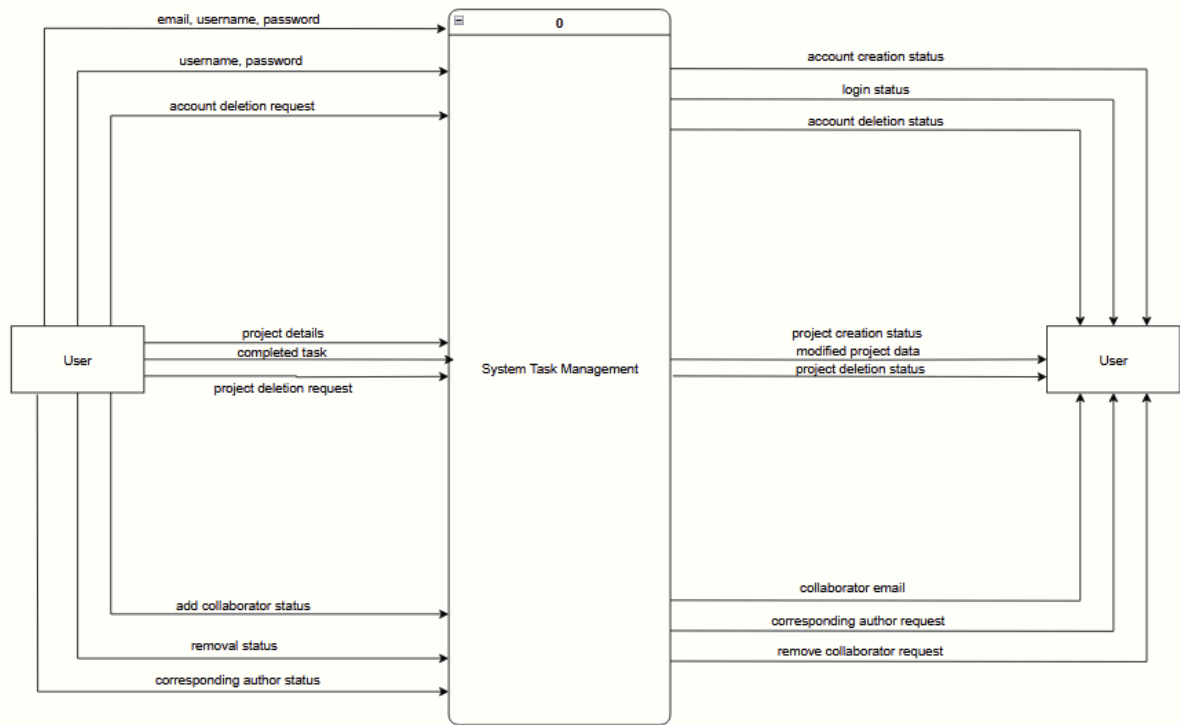 email, username, password
0
username, password
account creation status
login status
account deletion request
account deletion status
project details
project creation status
completed task
modified project data
User
System Task Management
User
project deletion status
project deletion request
collaborator email
add collaborator status
corresponding author request
removal status
remove collaborator request
corresponding author status